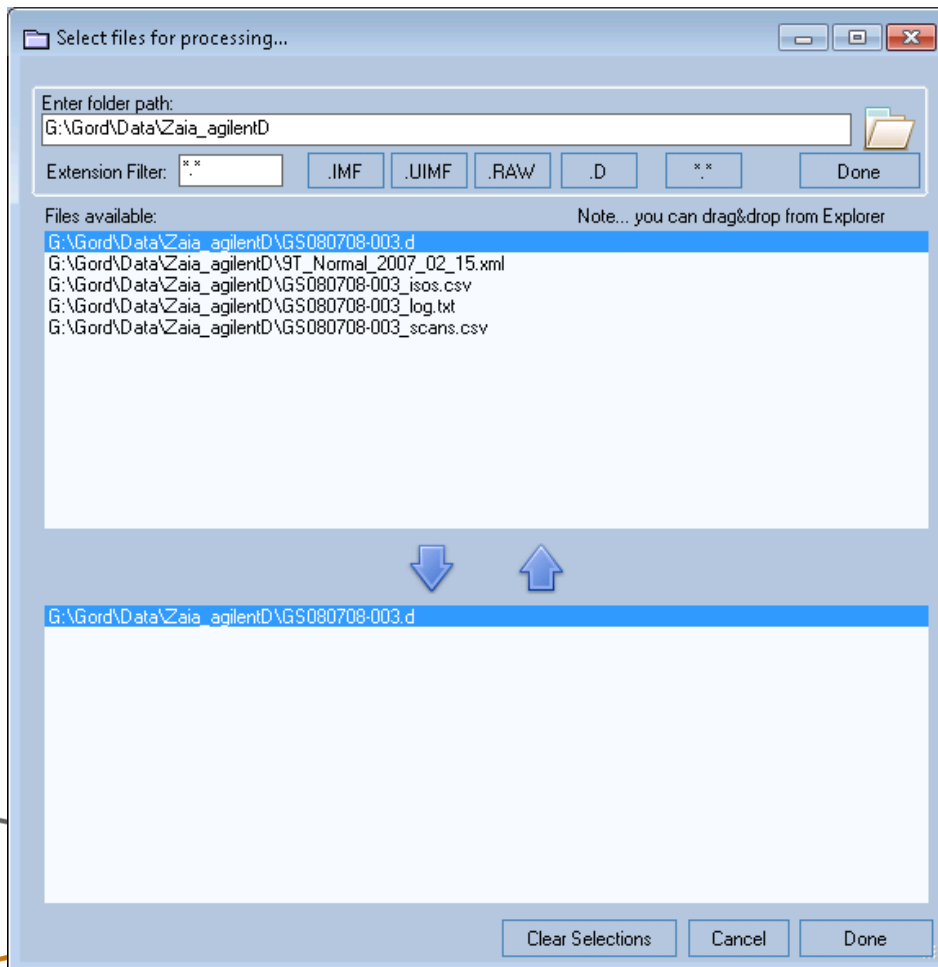 Select files for processing...
Enter folder path:
G:\Gord\Data\Zaia_agilentD
Extension Filter: *.* .IMF .UIMF .RAW .D *.* Done
Files available: Note... you can drag&drop from Explorer
G:\Gord\Data\Zaia_agilentD\GS080708-003.d
G:\Gord\Data\Zaia_agilentD\9T_Normal_2007_02_15.xml
G:\Gord\Data\Zaia_agilentD\GS080708-003_isos.csv
G:\Gord\Data\Zaia_agilentD\GS080708-003_log.txt
G:\Gord\Data\Zaia_agilentD\GS080708-003_scans.csv
G:\Gord\Data\Zaia_agilentD\GS080708-003.d
Clear Selections Cancel Done